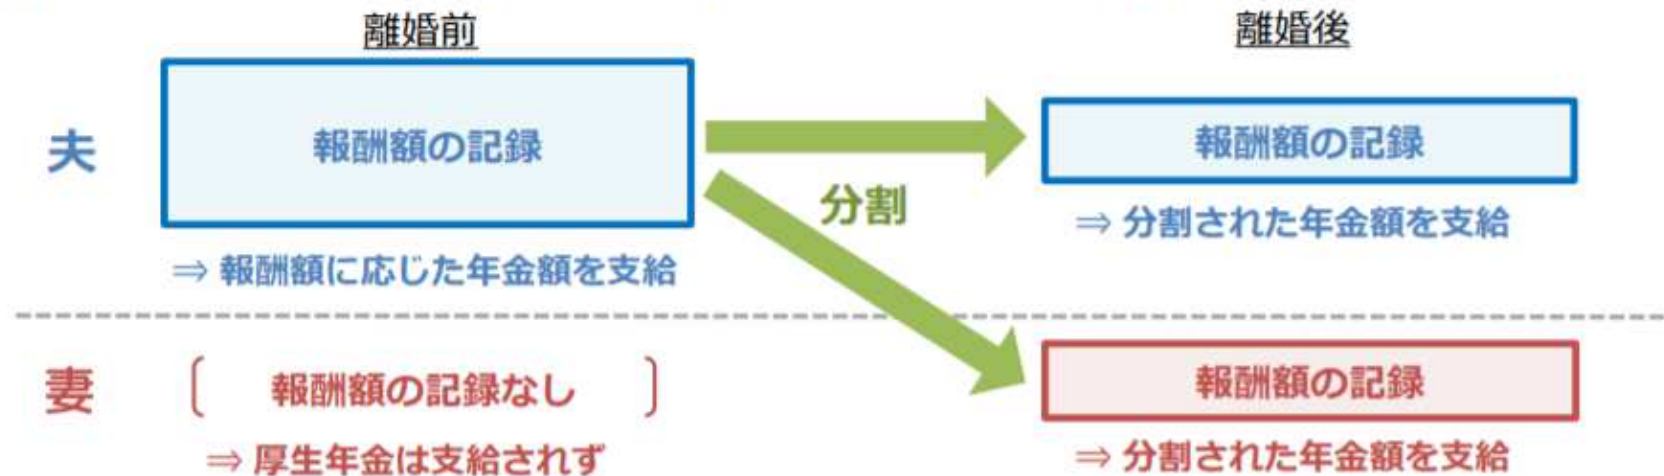 離婚前
離婚後
夫
報酬額の記録
報酬額の記録
分割
⇒ 報酬額に応じた年金額を支給
⇒ 分割された年金額を支給
妻
〔 報酬額の記録なし 〕
報酬額の記録
⇒ 厚生年金は支給されず
⇒ 分割された年金額を支給